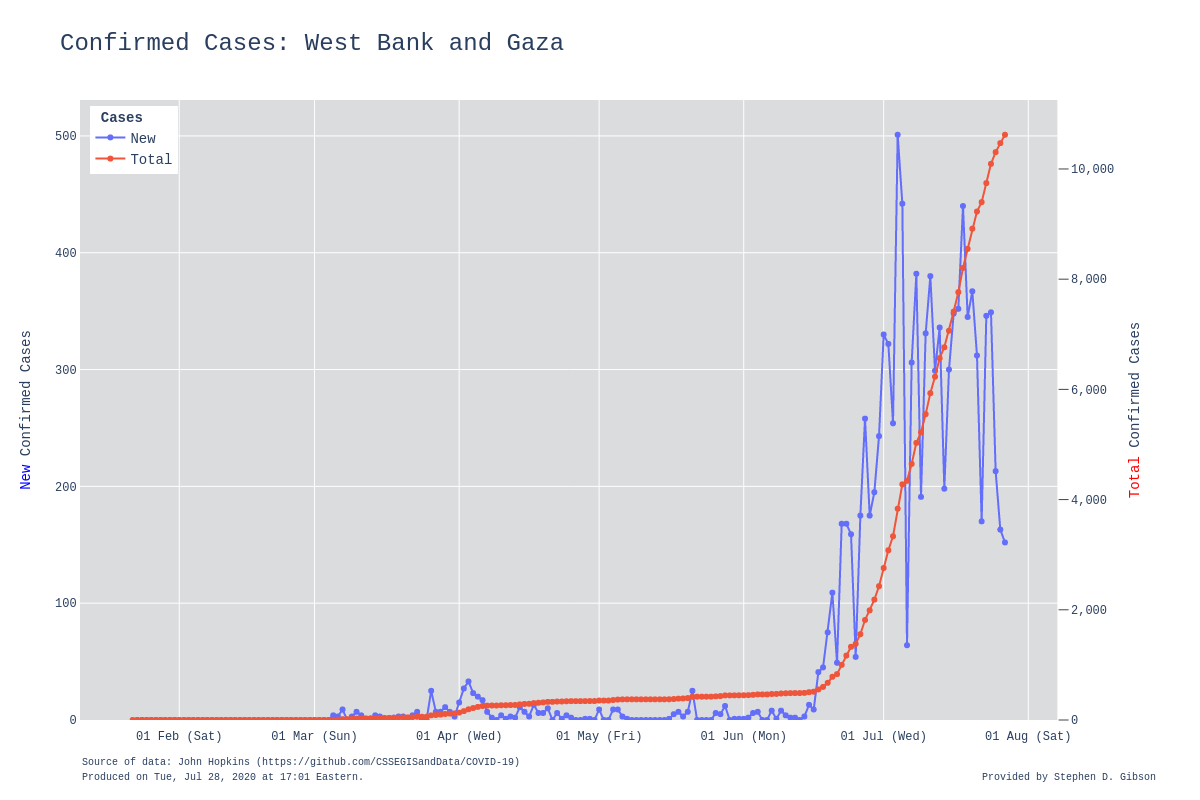 Confirmed Cases: West Bank and Gaza
Cases
New
Total
500
400
300
200
100
0
10,000
8,000
6,000
4,000
2,000
0
New Confirmed Cases
Total Confirmed Cases
01 Feb (Sat)
01 Mar (Sun)
01 Apr (Wed)
01 May (Fri)
01 Jun (Mon)
01 Jul (Wed)
01 Aug (Sat)
Source of data: John Hopkins (https://github.com/CSSEGISandData/COVID-19)
Produced on Tue, Jul 28, 2020 at 17:01 Eastern.
Provided by Stephen D. Gibson